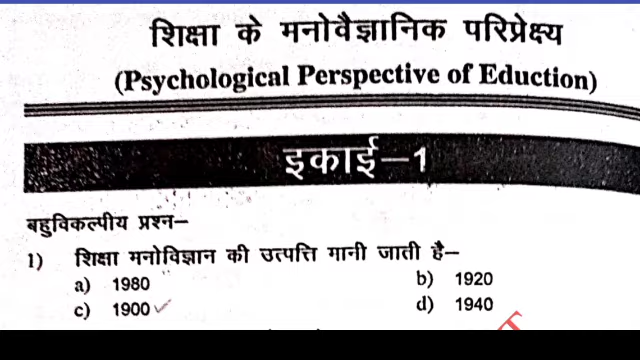 शिक्षा के मनोवैज्ञानिक परिप्रेक्ष्य
(Psychological Perspective of Eduction)
इकाई–1
बहुविकल्पीय प्रश्न–
1) शिक्षा मनोविज्ञान की उत्पत्ति मानी जाती है–
a) 1980 b) 1920
c) 1900 d) 1940